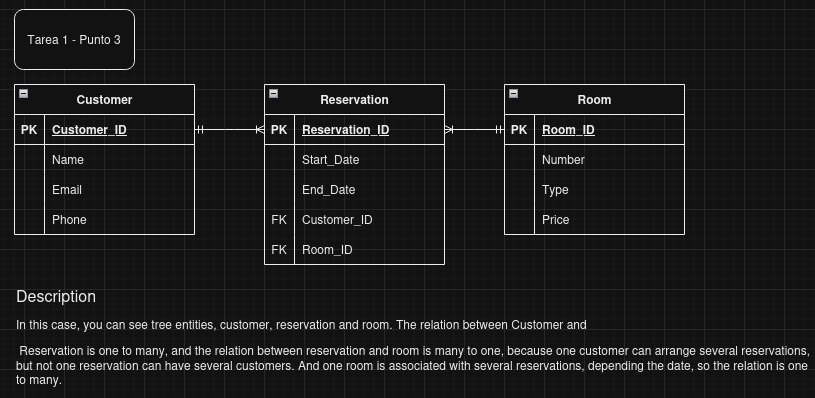 Tarea 1 - Punto 3
Customer
PK Customer_ID
Name
Email
Phone
Reservation
PK Reservation_ID
Start_Date
End_Date
FK Customer_ID
FK Room_ID
Room
PK Room_ID
Number
Type
Price
Description
In this case, you can see tree entities, customer, reservation and room. The relation between Customer and
Reservation is one to many, and the relation between reservation and room is many to one, because one customer can arrange several reservations,
but not one reservation can have several customers. And one room is associated with several reservations, depending the date, so the relation is one
to many.